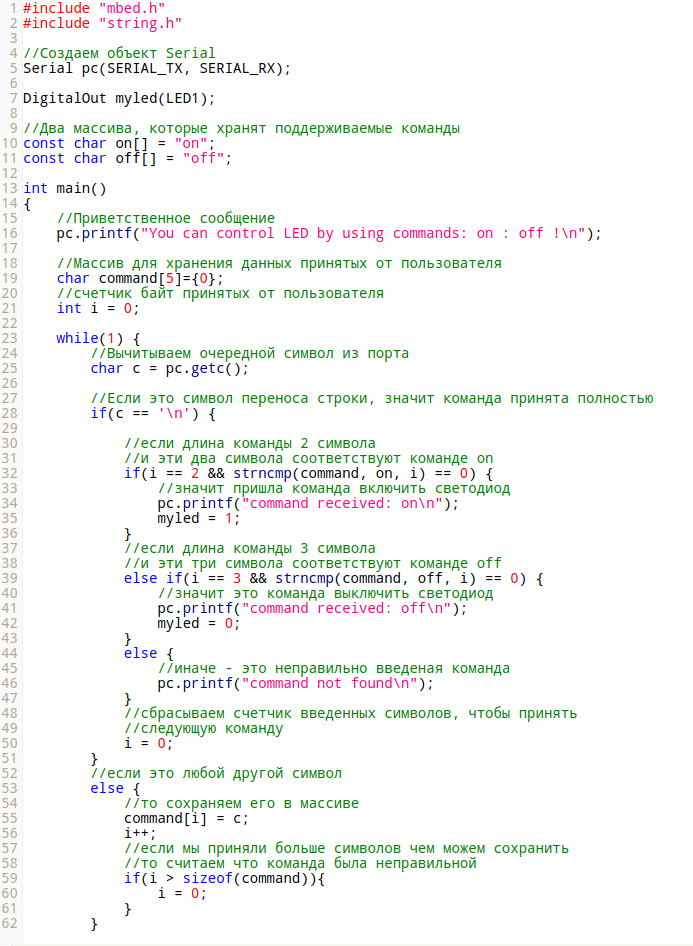 1 #include "mbed.h"
2 #include "string.h"
3
4 //Создаем объект Serial
5 Serial pc(SERIAL_TX, SERIAL_RX);
6
7 DigitalOut myled(LED1);
8
9 //Два массива, которые хранят поддерживаемые команды
10 const char on[] = "on";
11 const char off[] = "off";
12
13 int main()
14 {
15     //Приветственное сообщение
16     pc.printf("You can control LED by using commands: on : off !\n");
17
18     //Массив для хранения данных принятых от пользователя
19     char command[5]={0};
20     //счетчик байт принятых от пользователя
21     int i = 0;
22
23     while(1) {
24         //Вычитываем очередной символ из порта
25         char c = pc.getc();
26
27         //Если это символ переноса строки, значит команда принята полностью
28         if(c == '\n') {
29
30             //если длина команды 2 символа
31             //и эти два символа соответствуют команде on
32             if(i == 2 && strncmp(command, on, i) == 0) {
33                 //значит пришла команда включить светодиод
34                 pc.printf("command received: on\n");
35                 myled = 1;
36             }
37             //если длина команды 3 символа
38             //и эти три символа соответствуют команде off
39             else if(i == 3 && strncmp(command, off, i) == 0) {
40                 //значит это команда выключить светодиод
41                 pc.printf("command received: off\n");
42                 myled = 0;
43             }
44             else {
45                 //иначе - это неправильно введеная команда
46                 pc.printf("command not found\n");
47             }
48             //сбрасываем счетчик введенных символов, чтобы принять
49             //следующую команду
50             i = 0;
51         }
52         //если это любой другой символ
53         else {
54             //то сохраняем его в массиве
55             command[i] = c;
56             i++;
57             //если мы приняли больше символов чем можем сохранить
58             //то считаем что команда была неправильной
59             if(i > sizeof(command)){
60                 i = 0;
61             }
62         }